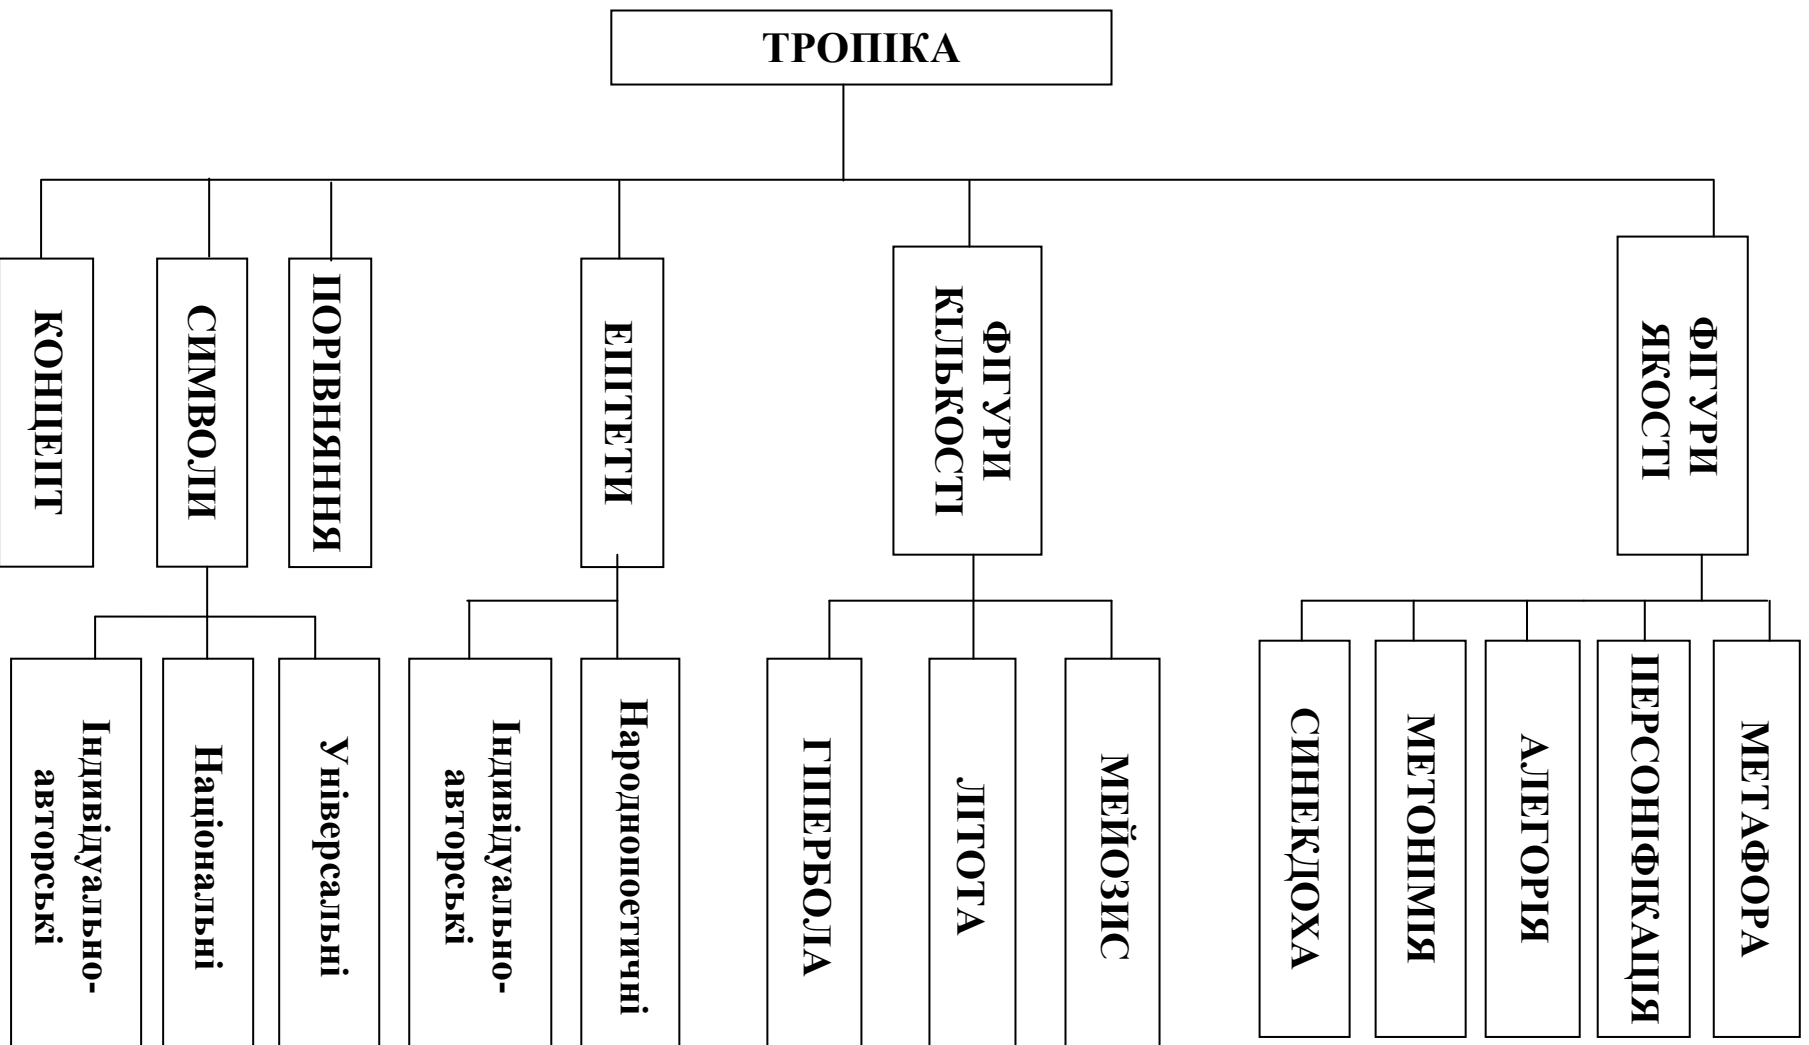 ТРОПІКА
КОНЦЕПТ
СИМВОЛИ
ПОРІВНЯННЯ
ЕПІТЕТИ
ФІГУРИ
КІЛЬКОСТІ
ФІГУРИ
ЯКОСТІ
Індивідуально-
авторські
Національні
Універсальні
Індивідуально-
авторські
Народнопоетичні
ГІПЕРБОЛА
ЛІТОТА
МЕЙОЗИС
СИНЕКДОХА
МЕТОНІМІЯ
АЛЕГОРІЯ
ПЕРСОНІФІКАЦІЯ
МЕТАФОРА